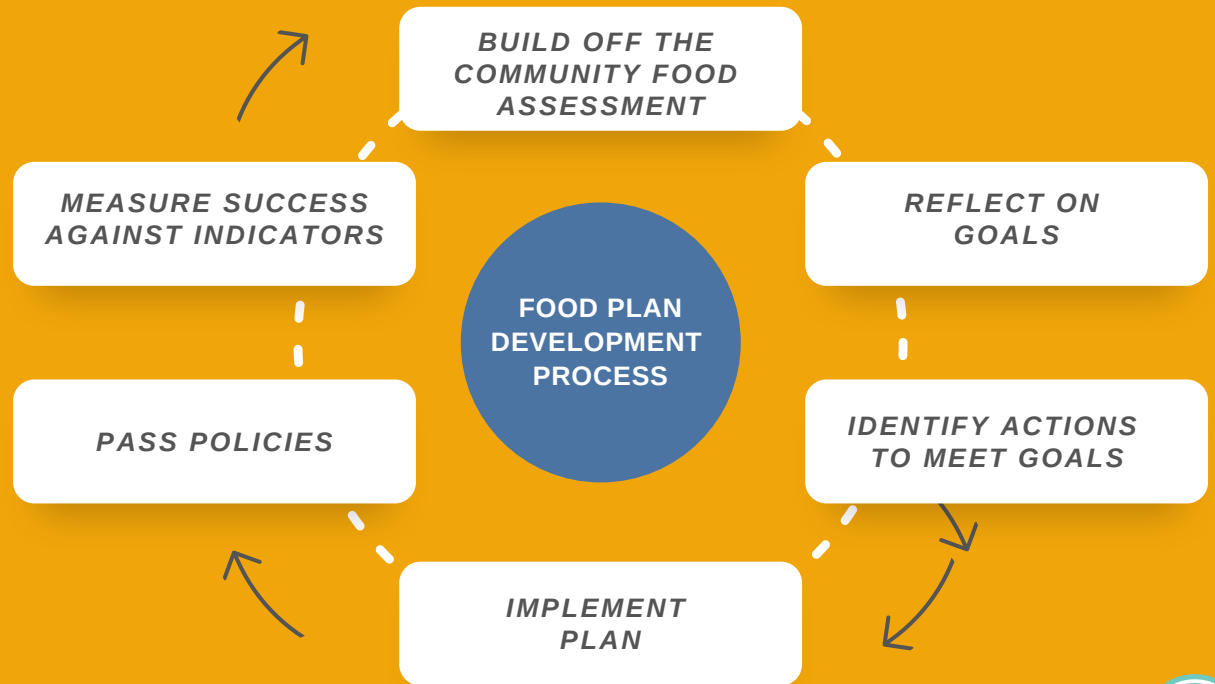 BUILD OFF THE
COMMUNITY FOOD
ASSESSMENT
REFLECT ON
GOALS
IDENTIFY ACTIONS
TO MEET GOALS
IMPLEMENT
PLAN
PASS POLICIES
MEASURE SUCCESS
AGAINST INDICATORS
FOOD PLAN
DEVELOPMENT
PROCESS